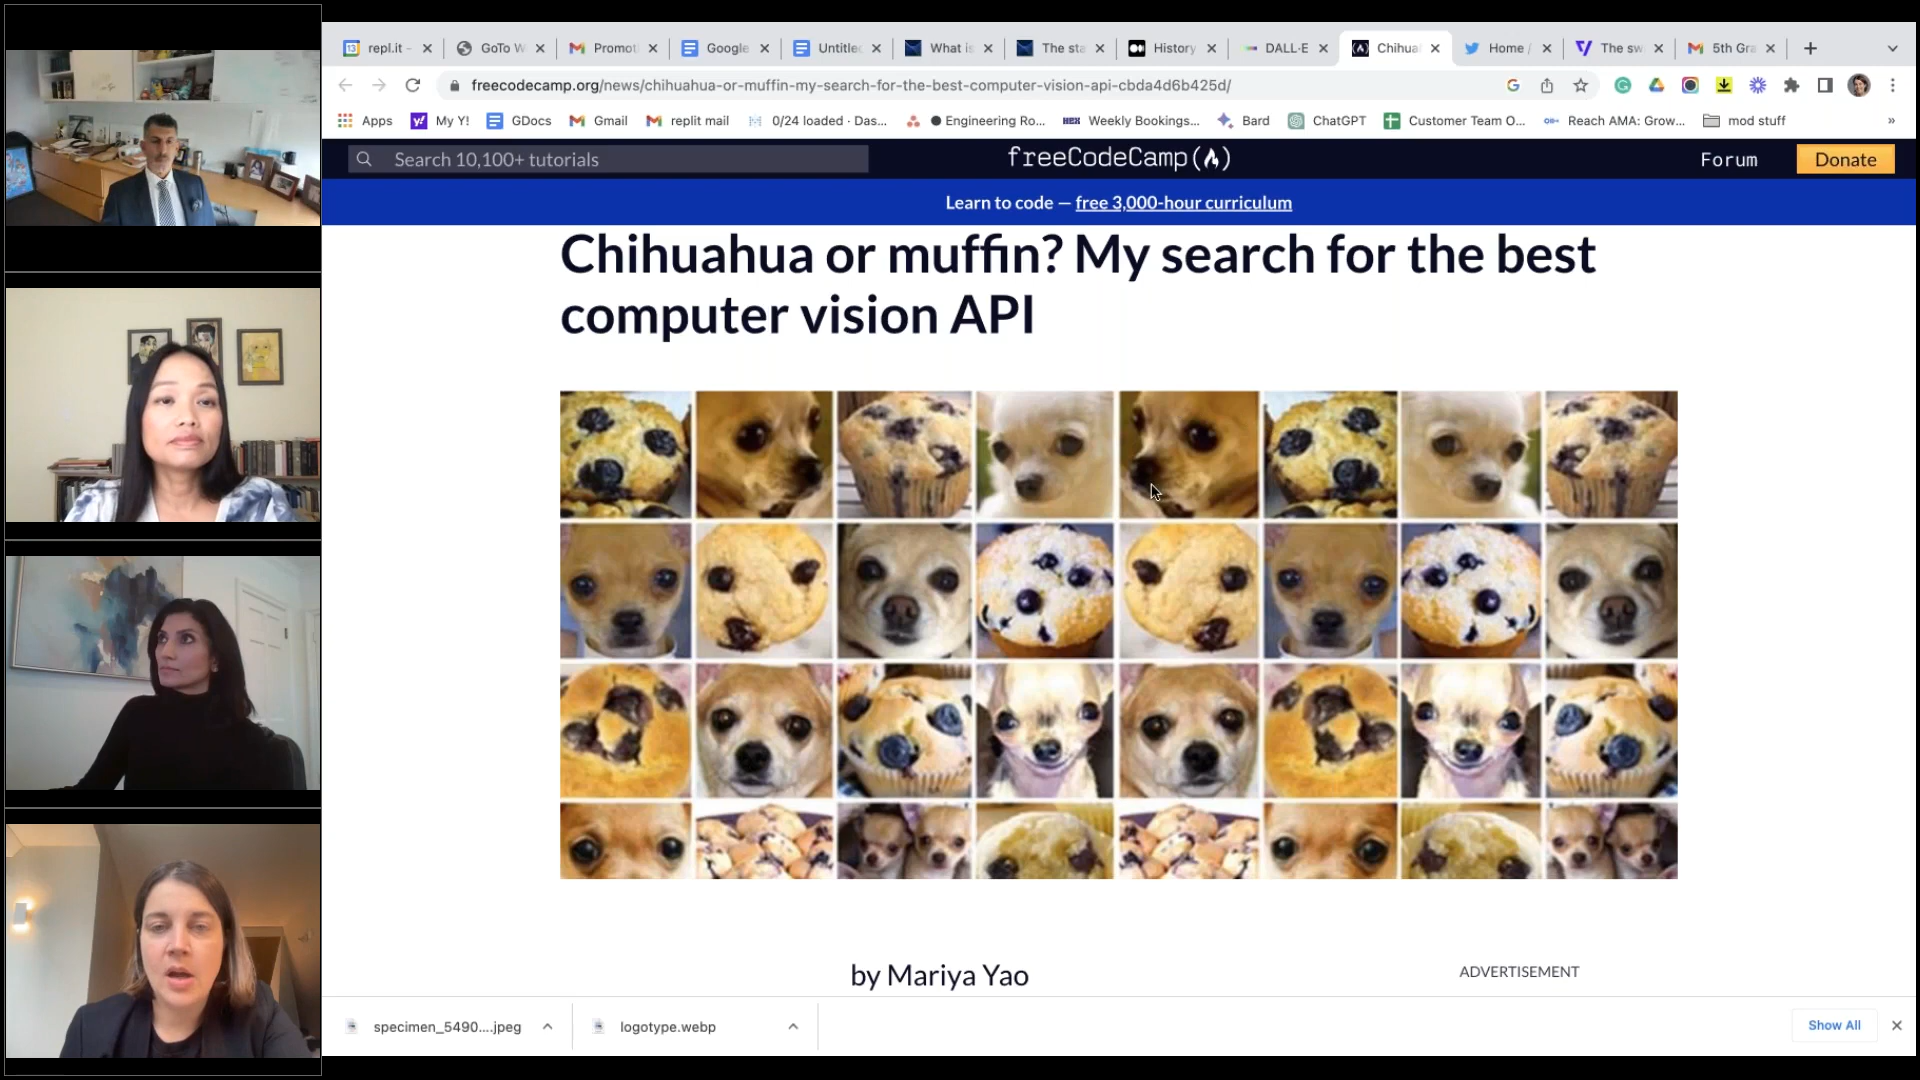 repl.it -
GoTo W
Promot
Google
Untitle
What is
The sta
History
DALL·E
Chihua
Home /
The sw
5th Gra
freecodecamp.org/news/chihuahua-or-muffin-my-search-for-the-best-computer-vision-api-cbda4d6b425d/
Apps
My Y!
GDocs
Gmail
replit mail
0/24 loaded · Das...
Engineering Ro...
HEX
Weekly Bookings...
Bard
ChatGPT
Customer Team O...
Reach AMA: Grow...
mod stuff
»
Search 10,100+ tutorials
freeCodeCamp
Forum
Donate
Learn to code — free 3,000-hour curriculum
Chihuahua or muffin? My search for the best
computer vision API
by Mariya Yao
ADVERTISEMENT
specimen_5490....jpeg
logotype.webp
Show All